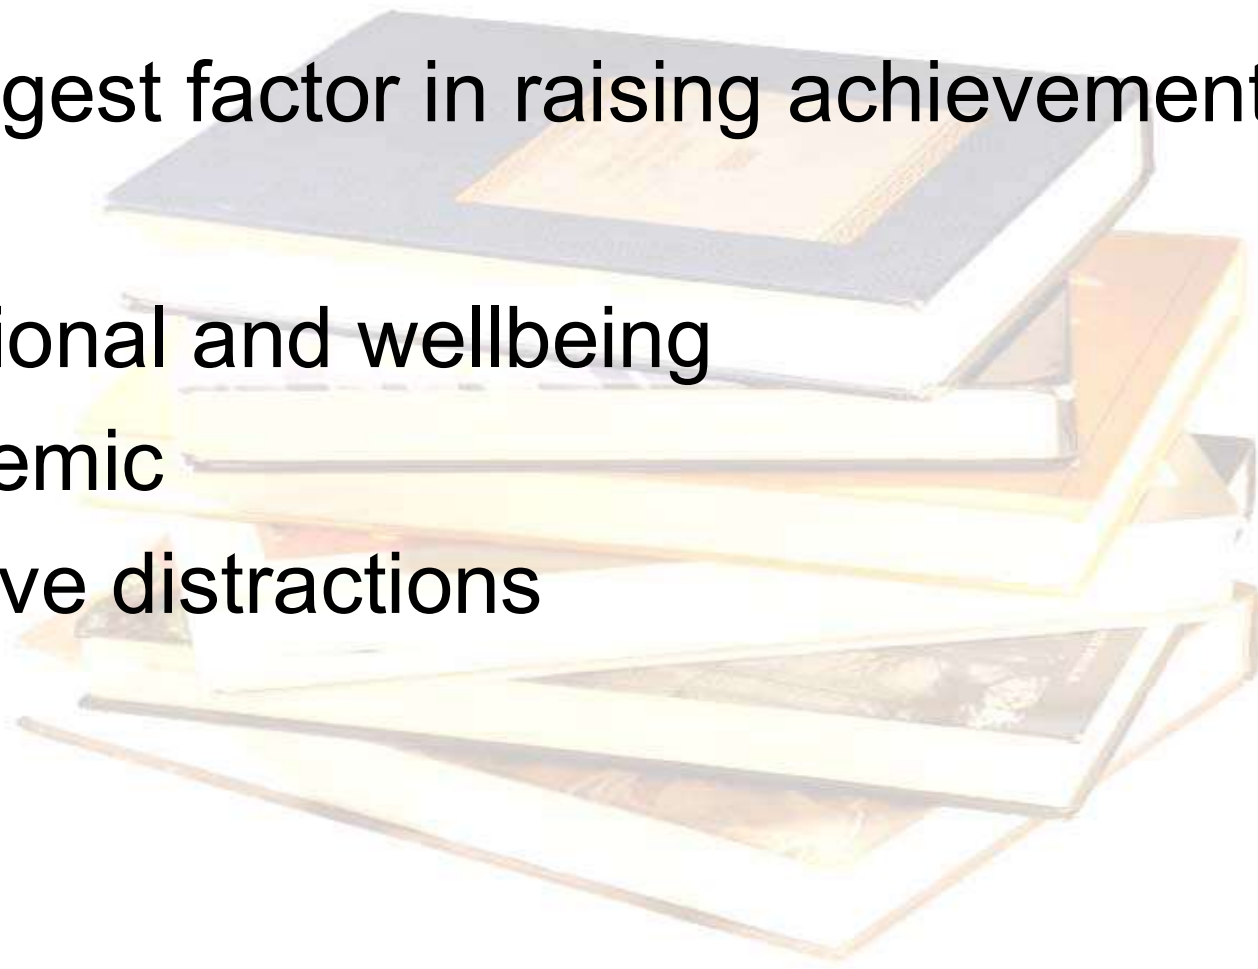 gest factor in raising achievement
ional and wellbeing
emic
ve distractions